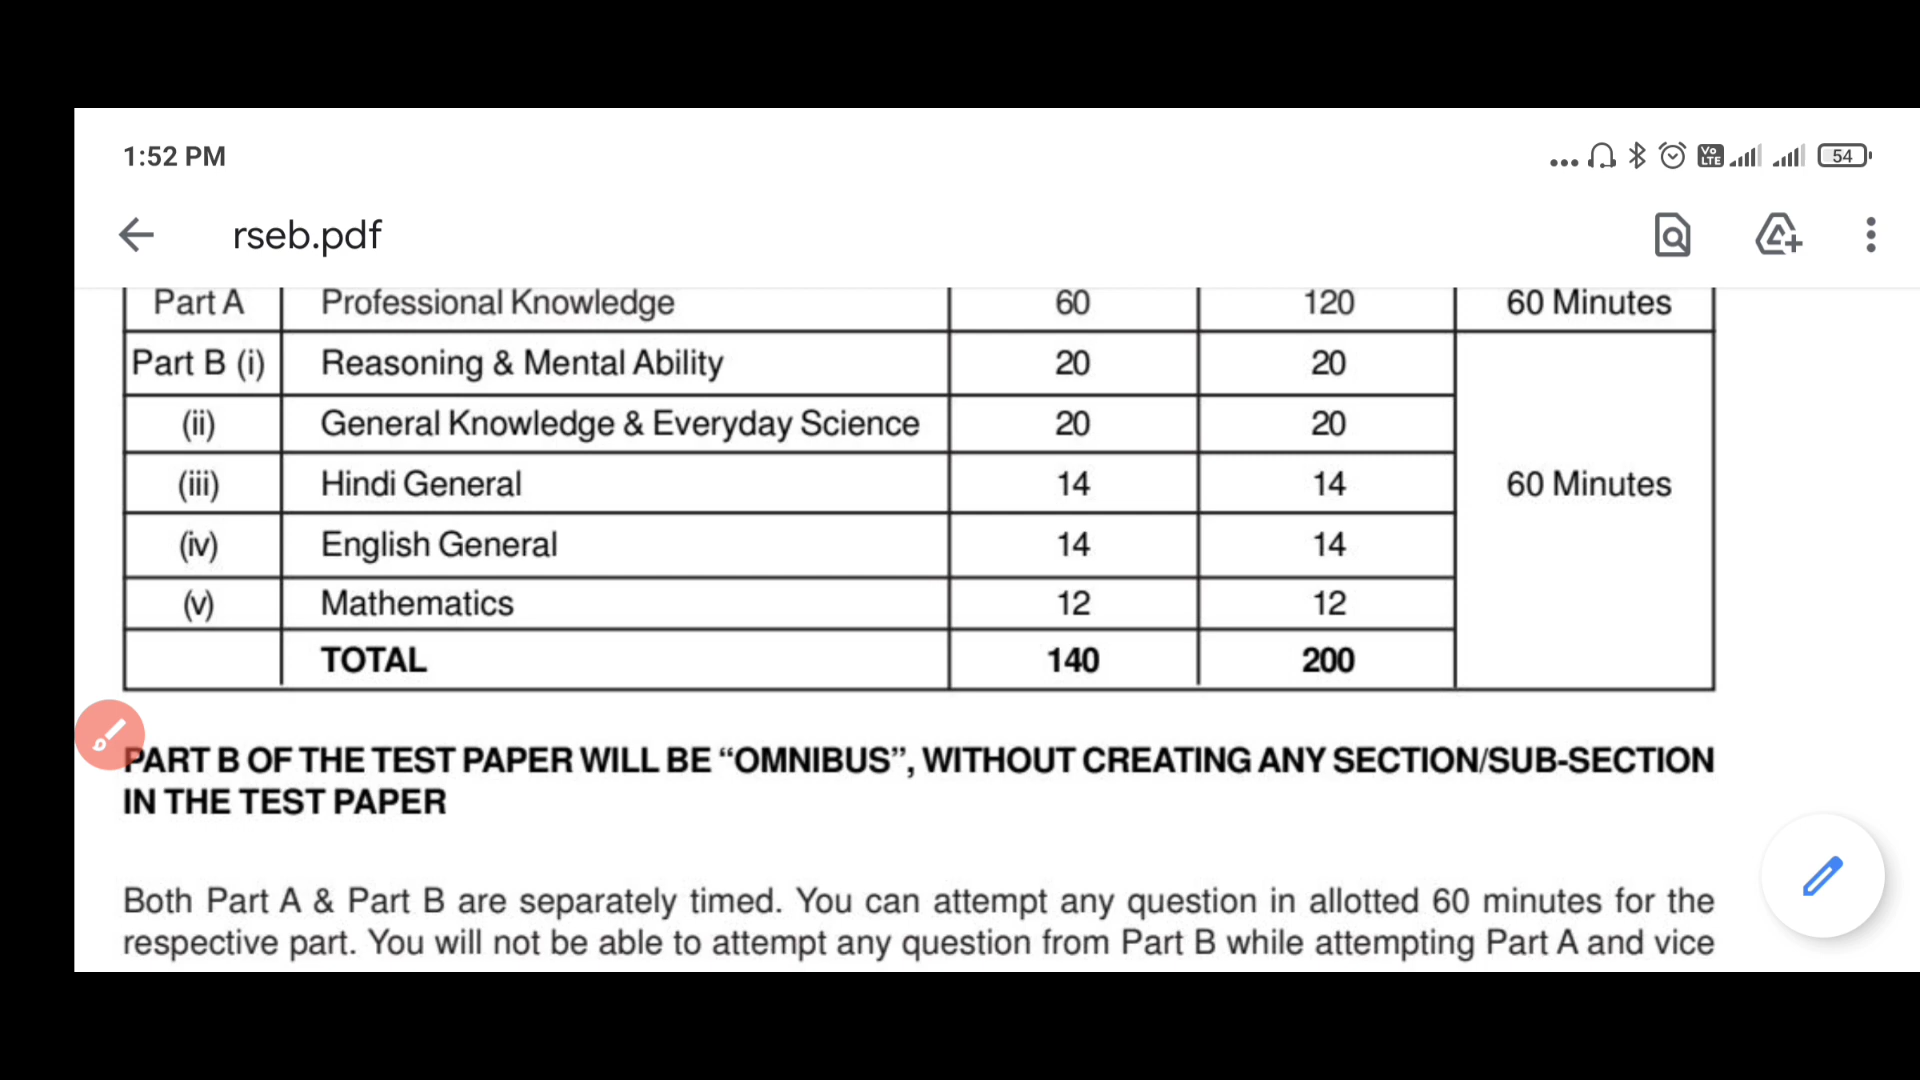 1:52 PM
Vo LTE 54
rseb.pdf
Part A Professional Knowledge 60 120 60 Minutes
Part B (i) Reasoning & Mental Ability 20 20
(ii) General Knowledge & Everyday Science 20 20
(iii) Hindi General 14 14 60 Minutes
(iv) English General 14 14
(v) Mathematics 12 12
TOTAL 140 200
PART B OF THE TEST PAPER WILL BE “OMNIBUS”, WITHOUT CREATING ANY SECTION/SUB-SECTION
IN THE TEST PAPER
Both Part A & Part B are separately timed. You can attempt any question in allotted 60 minutes for the
respective part. You will not be able to attempt any question from Part B while attempting Part A and vice